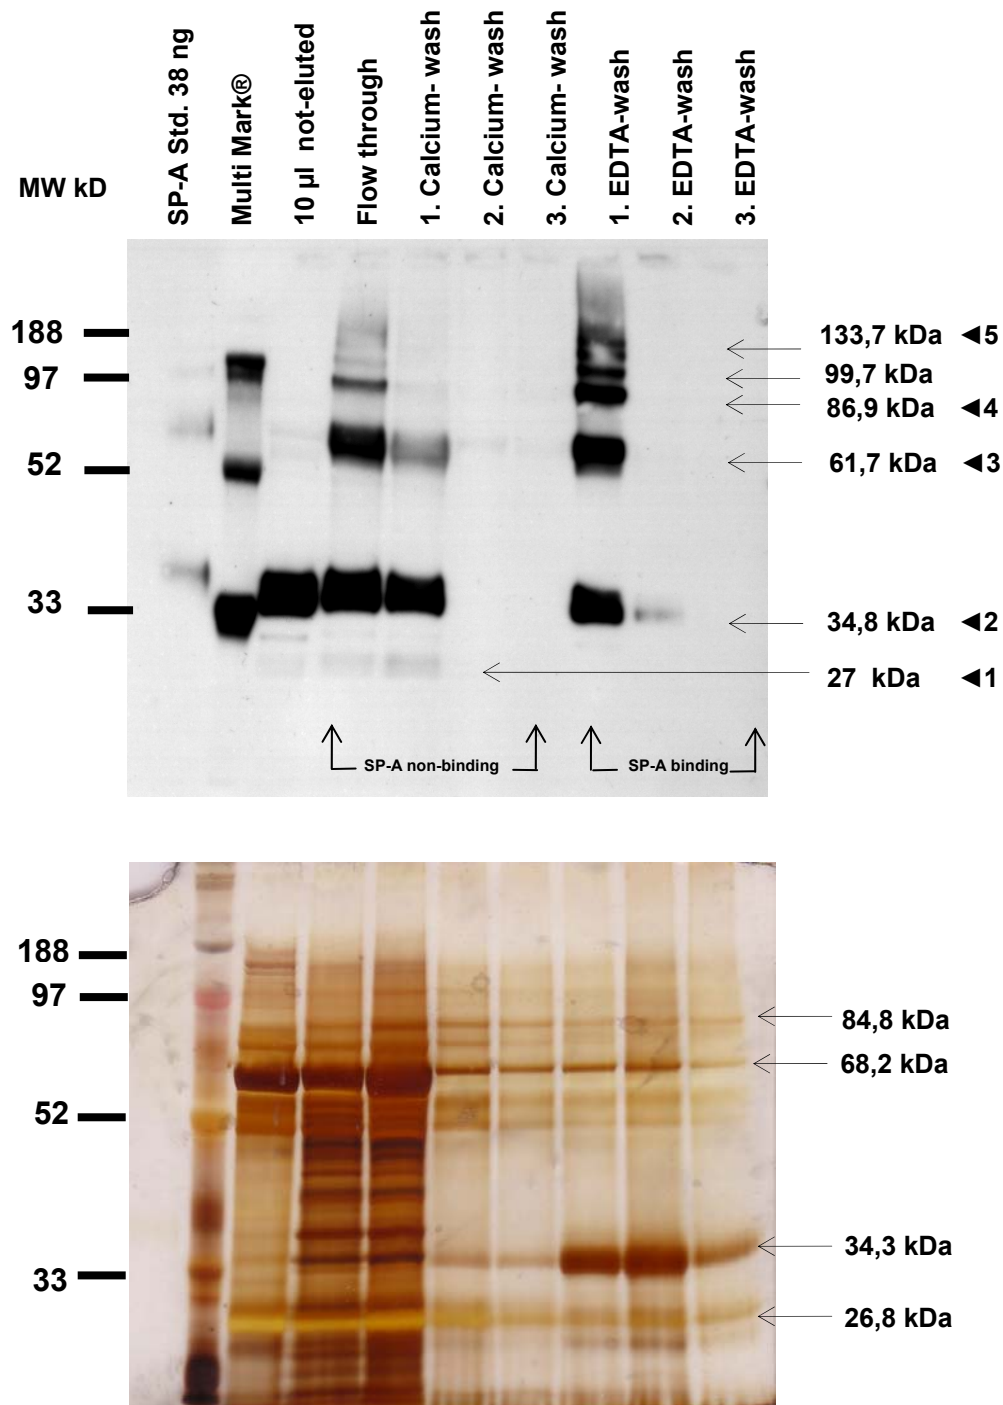 SP-A Std. 38 ng
Multi Mark®
10 µl not-eluted
Flow through
1. Calcium- wash
2. Calcium- wash
3. Calcium- wash
1. EDTA-wash
2. EDTA-wash
3. EDTA-wash
MW kD
188
97
52
33
133,7 kDa ◄5
99,7 kDa
86,9 kDa ◄4
61,7 kDa ◄3
34,8 kDa ◄2
27 kDa ◄1
SP-A non-binding
SP-A binding
188
97
52
33
84,8 kDa
68,2 kDa
34,3 kDa
26,8 kDa